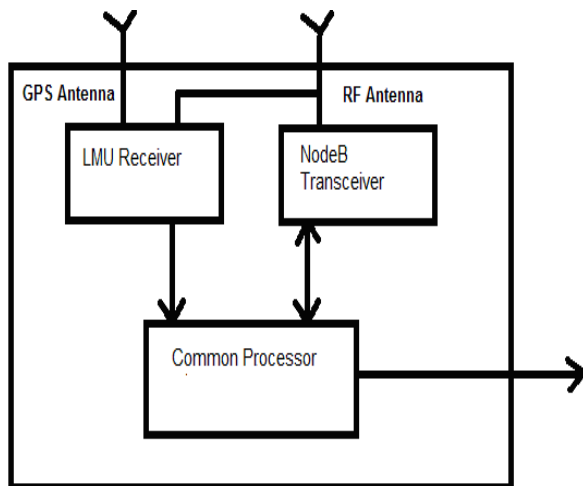 GPS Antenna
RF Antenna
LMU Receiver
NodeB
Transceiver
Common Processor